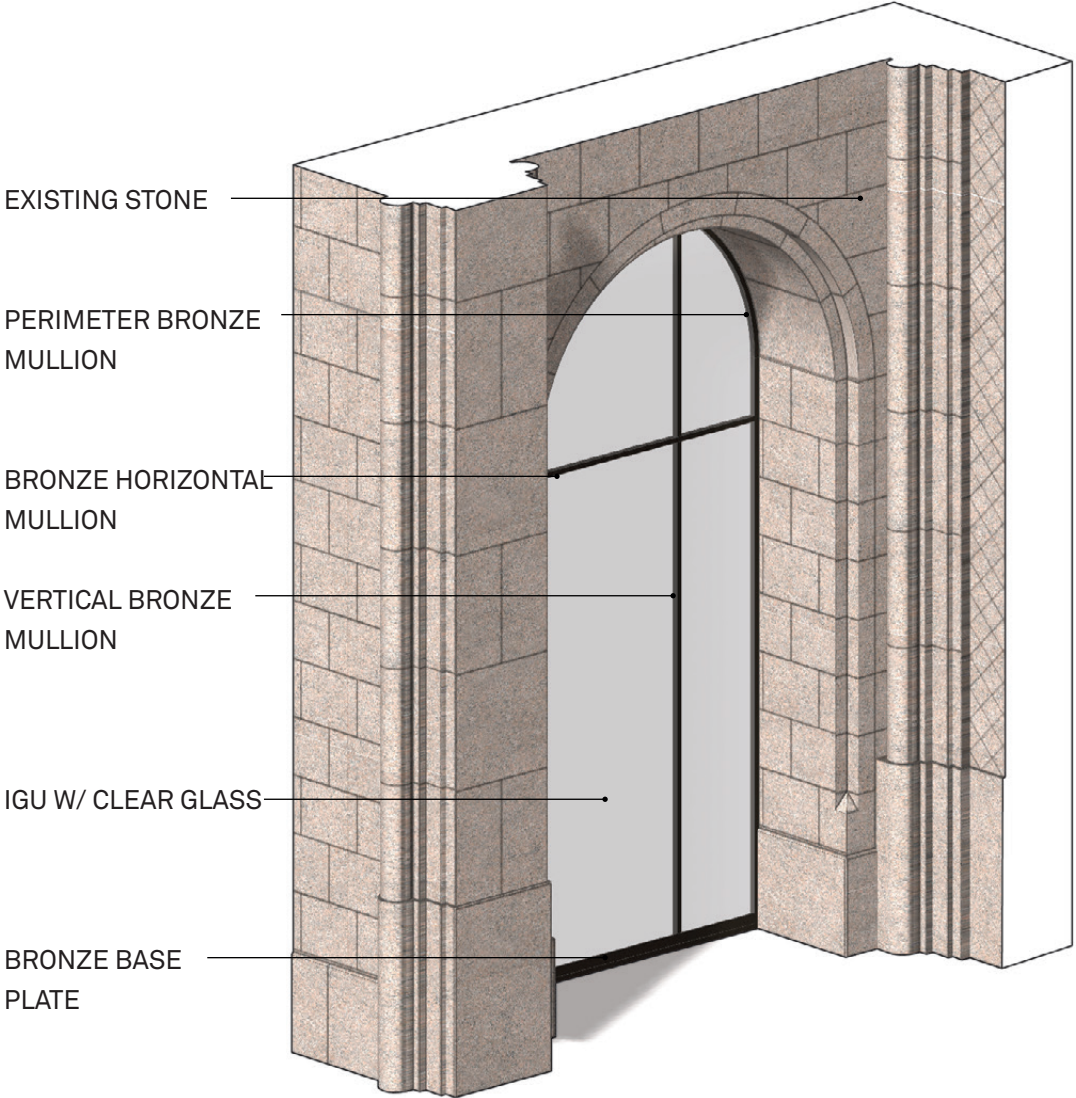 EXISTING STONE
PERIMETER BRONZE
MULLION
BRONZE HORIZONTAL
MULLION
VERTICAL BRONZE
MULLION
IGU W/ CLEAR GLASS
BRONZE BASE
PLATE